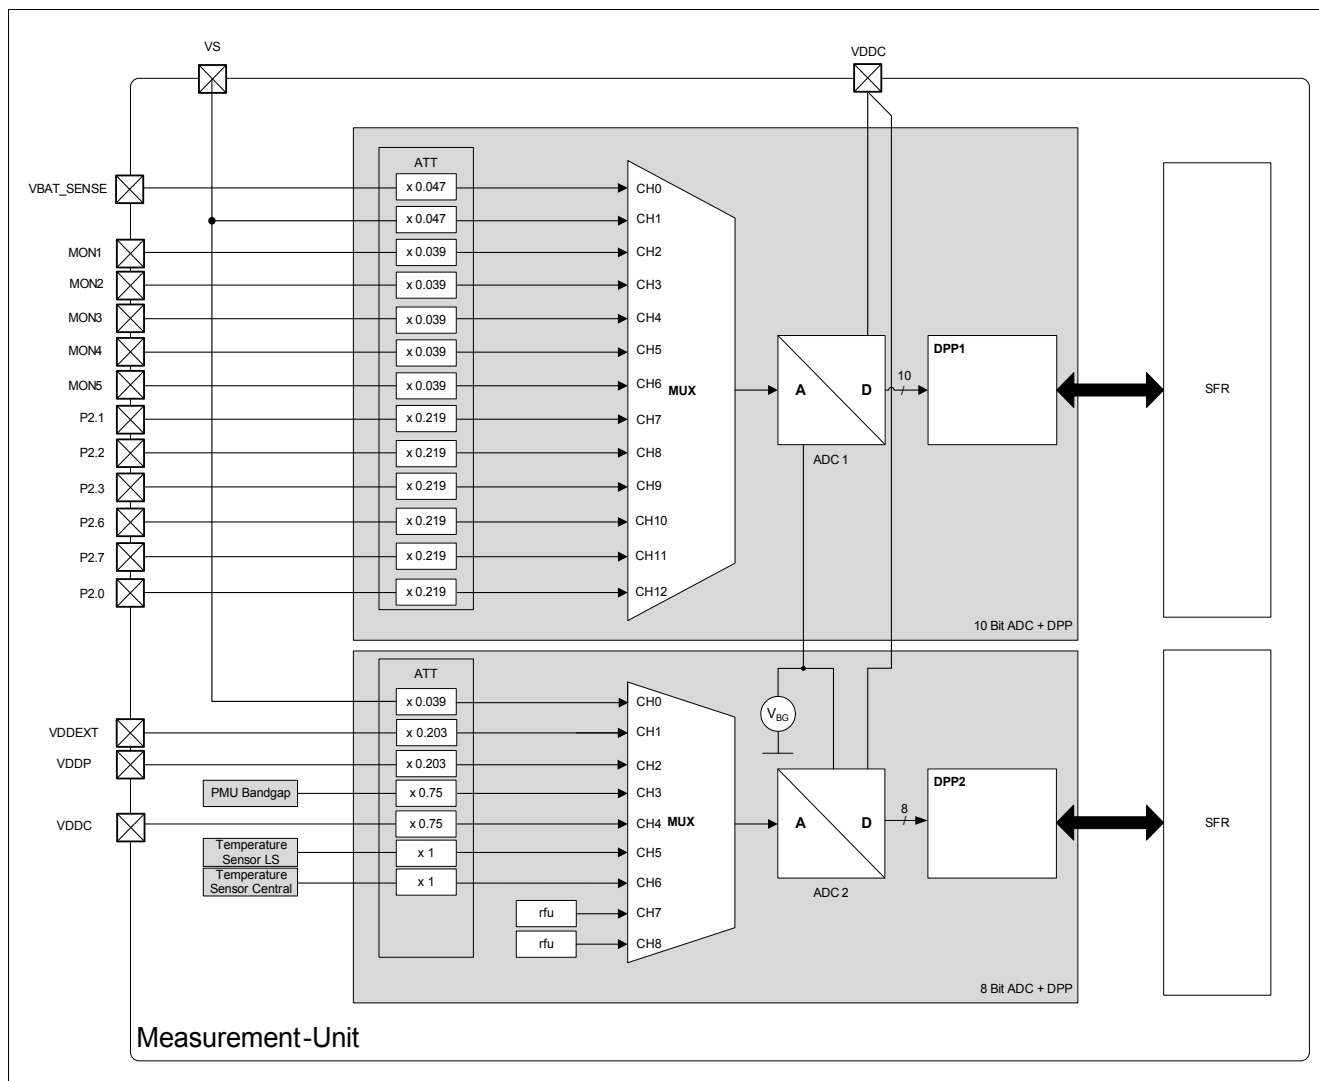 VS
VDDC
ATT
VBAT_SENSE
x 0.047
CH0
x 0.047
CH1
MON1
x 0.039
CH2
MON2
x 0.039
CH3
MON3
x 0.039
CH4
MON4
x 0.039
CH5
MON5
x 0.039
CH6
MUX
P2.1
x 0.219
CH7
P2.2
x 0.219
CH8
P2.3
x 0.219
CH9
P2.6
x 0.219
CH10
P2.7
x 0.219
CH11
P2.0
x 0.219
CH12
A
D
ADC 1
10
DPP1
SFR
10 Bit ADC + DPP
ATT
x 0.039
CH0
VDDEXT
x 0.203
CH1
VDDP
x 0.203
CH2
PMU Bandgap
x 0.75
CH3
VDDC
x 0.75
CH4
MUX
Temperature
Sensor LS
x 1
CH5
Temperature
Sensor Central
x 1
CH6
rfu
CH7
rfu
CH8
VBG
A
D
ADC 2
8
DPP2
SFR
8 Bit ADC + DPP
Measurement-Unit